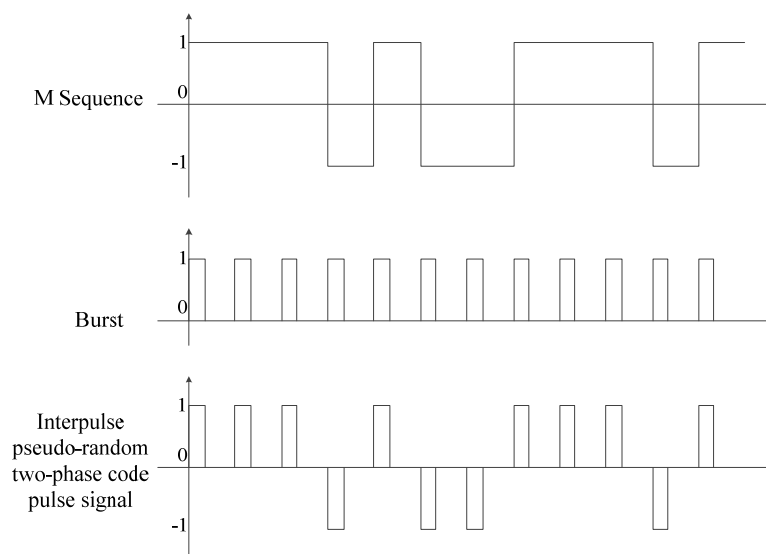 1
0
M Sequence
-1
1
0
Burst
1
Interpulse
pseudo-random
0
two-phase code
pulse signal
-1